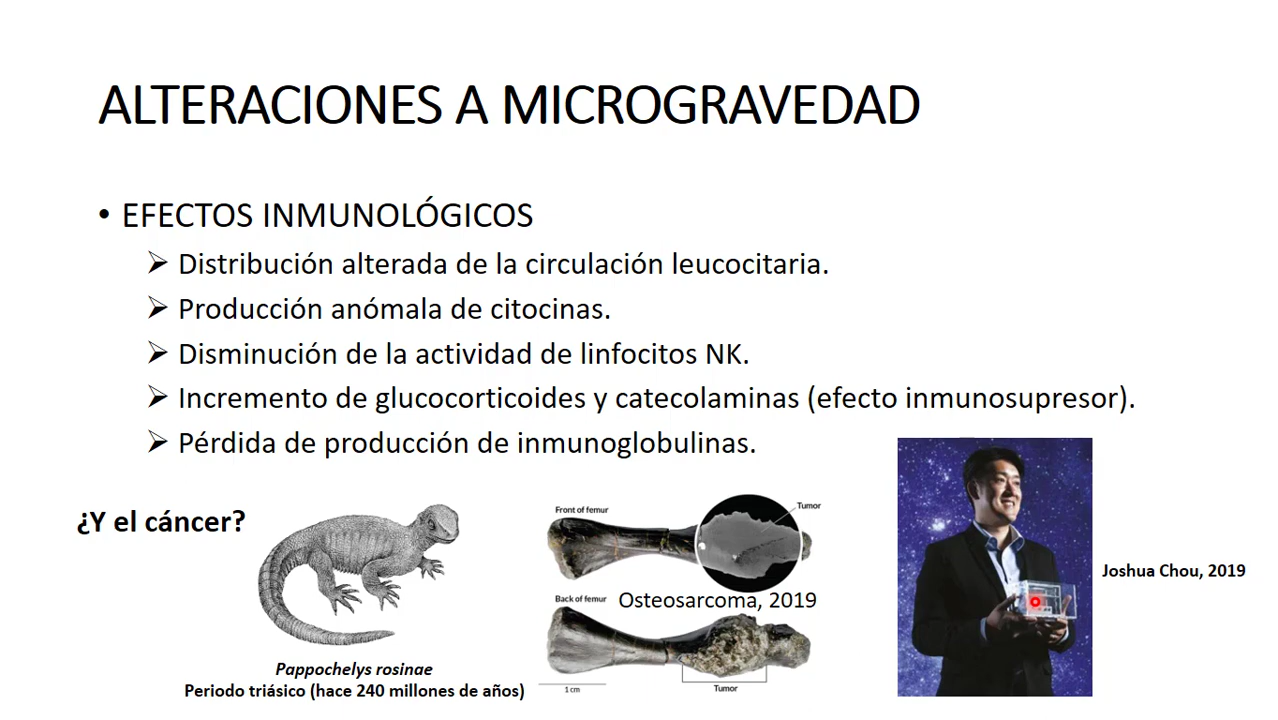 ALTERACIONES A MICROGRAVEDAD
• EFECTOS INMUNOLÓGICOS
➢ Distribución alterada de la circulación leucocitaria.
➢ Producción anómala de citocinas.
➢ Disminución de la actividad de linfocitos NK.
➢ Incremento de glucocorticoides y catecolaminas (efecto inmunosupresor).
➢ Pérdida de producción de inmunoglobulinas.
¿Y el cáncer?
Pappochelys rosinae
Periodo triásico (hace 240 millones de años)
Front of femur
Tumor
Osteosarcoma, 2019
Back of femur
Tumor
1 cm
Joshua Chou, 2019